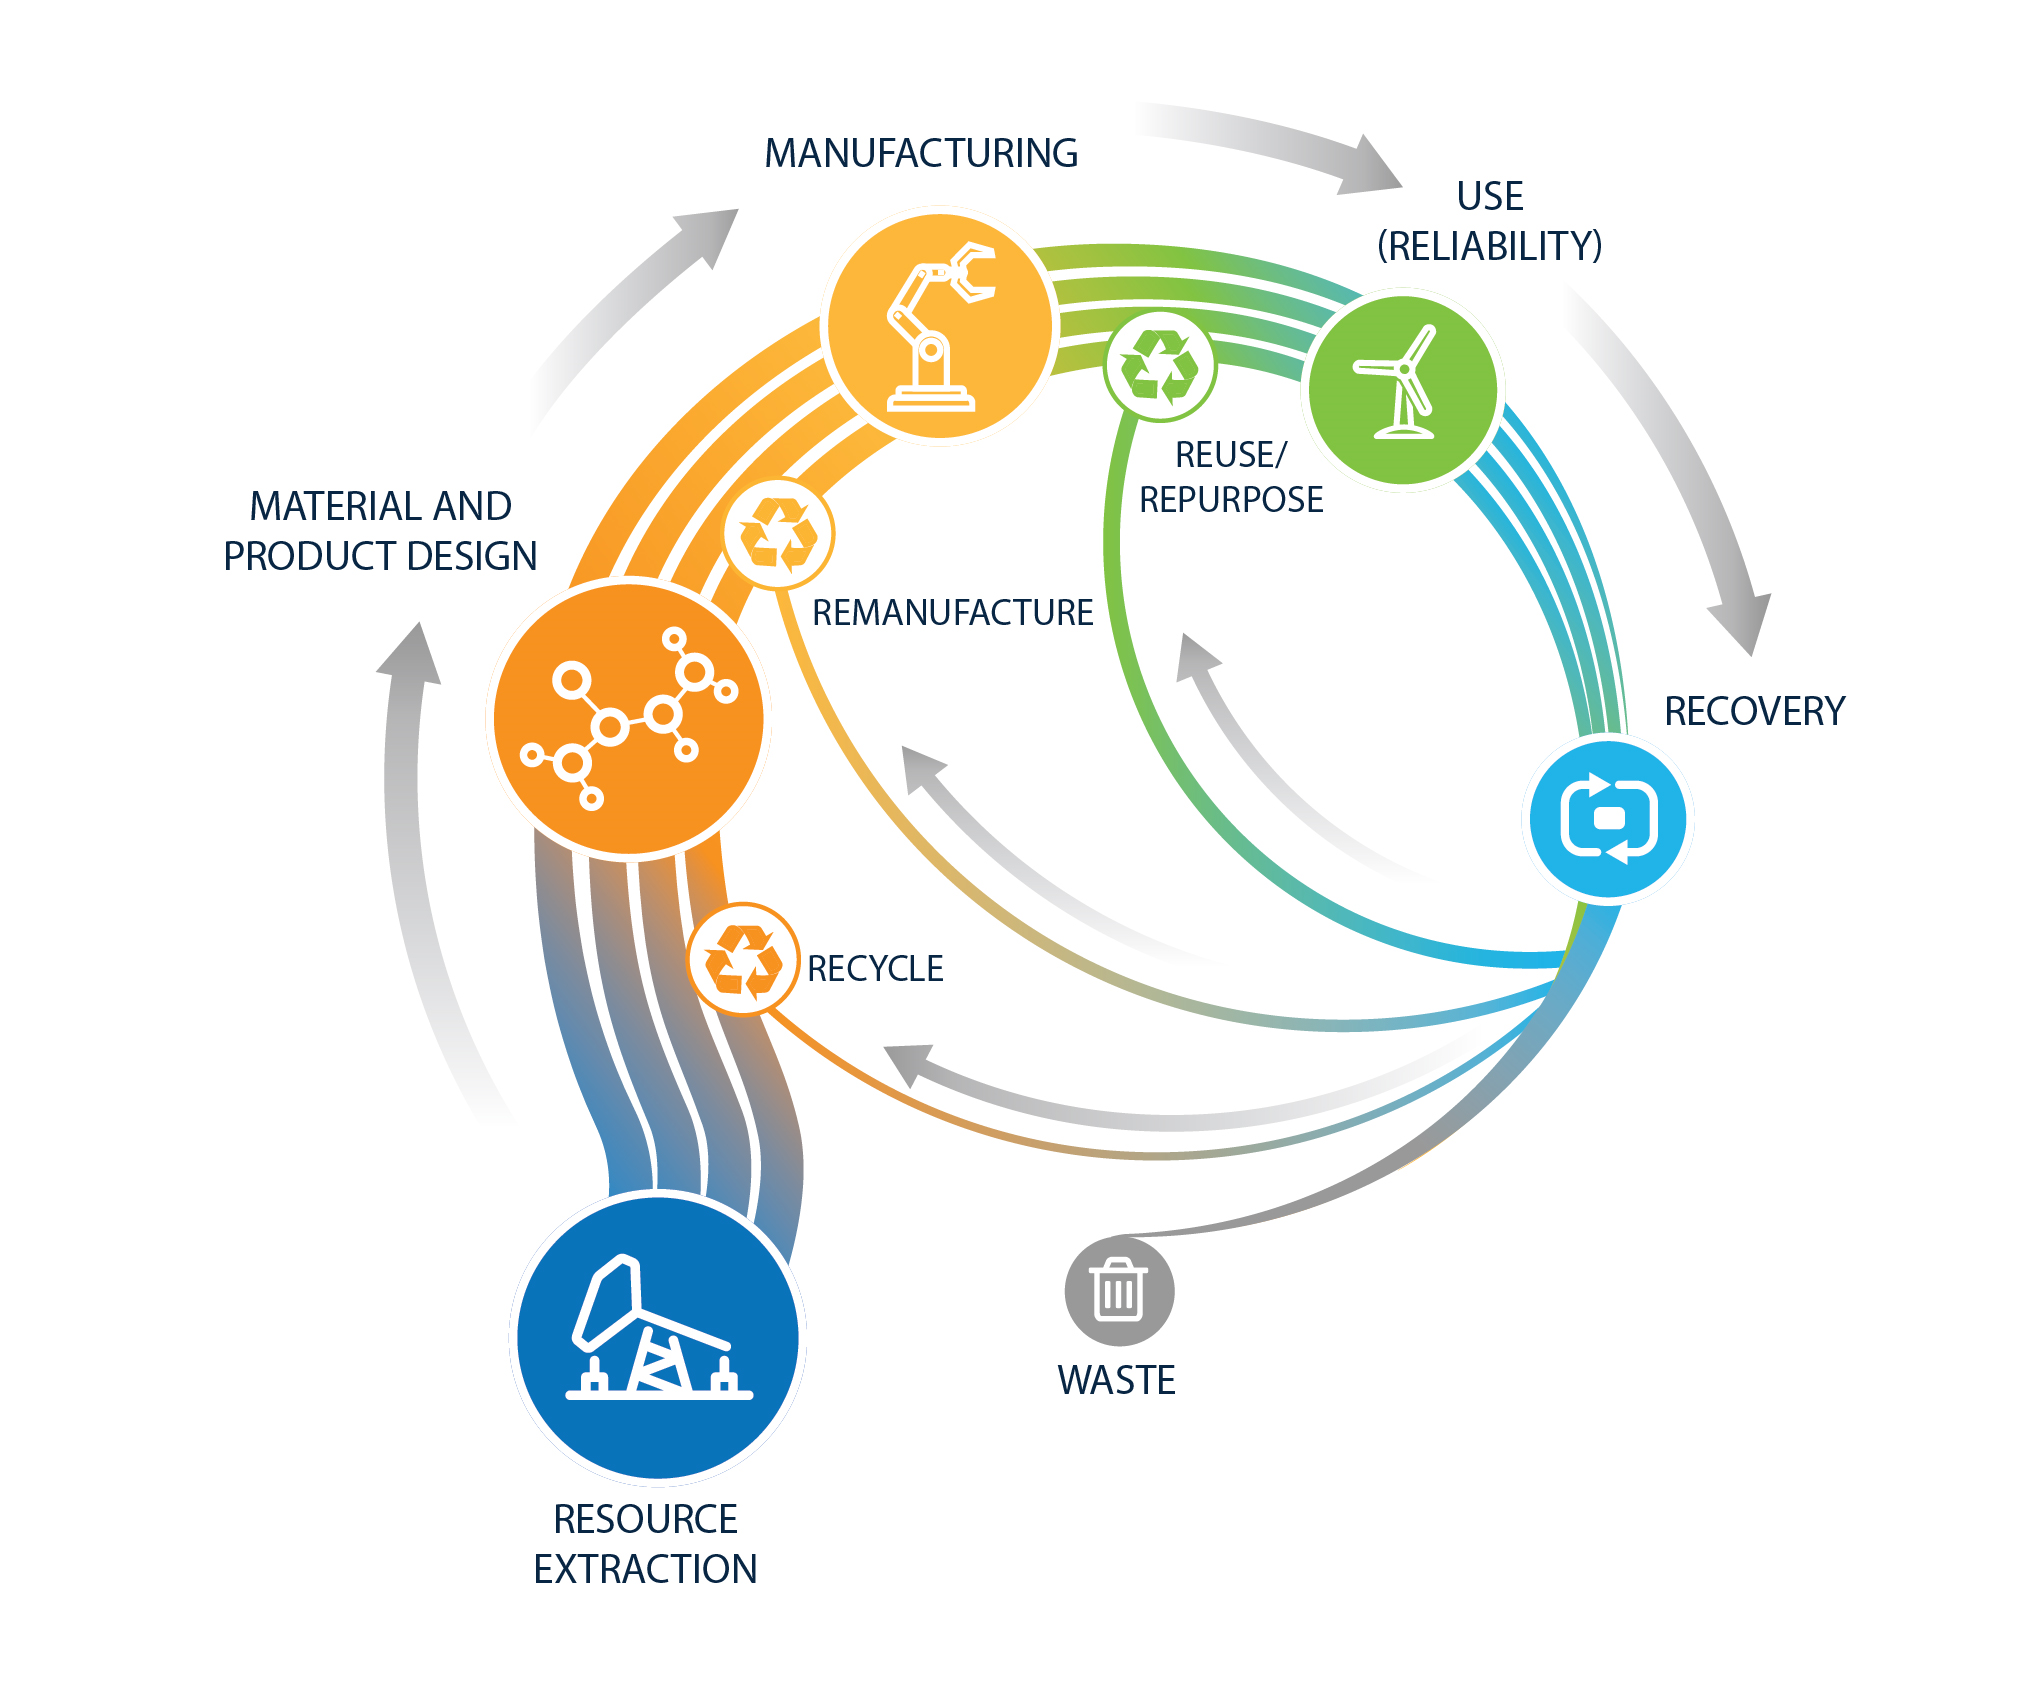 MANUFACTURING
USE
(RELIABILITY)
REUSE/
REPURPOSE
MATERIAL AND
PRODUCT DESIGN
REMANUFACTURE
RECOVERY
RECYCLE
WASTE
RESOURCE
EXTRACTION